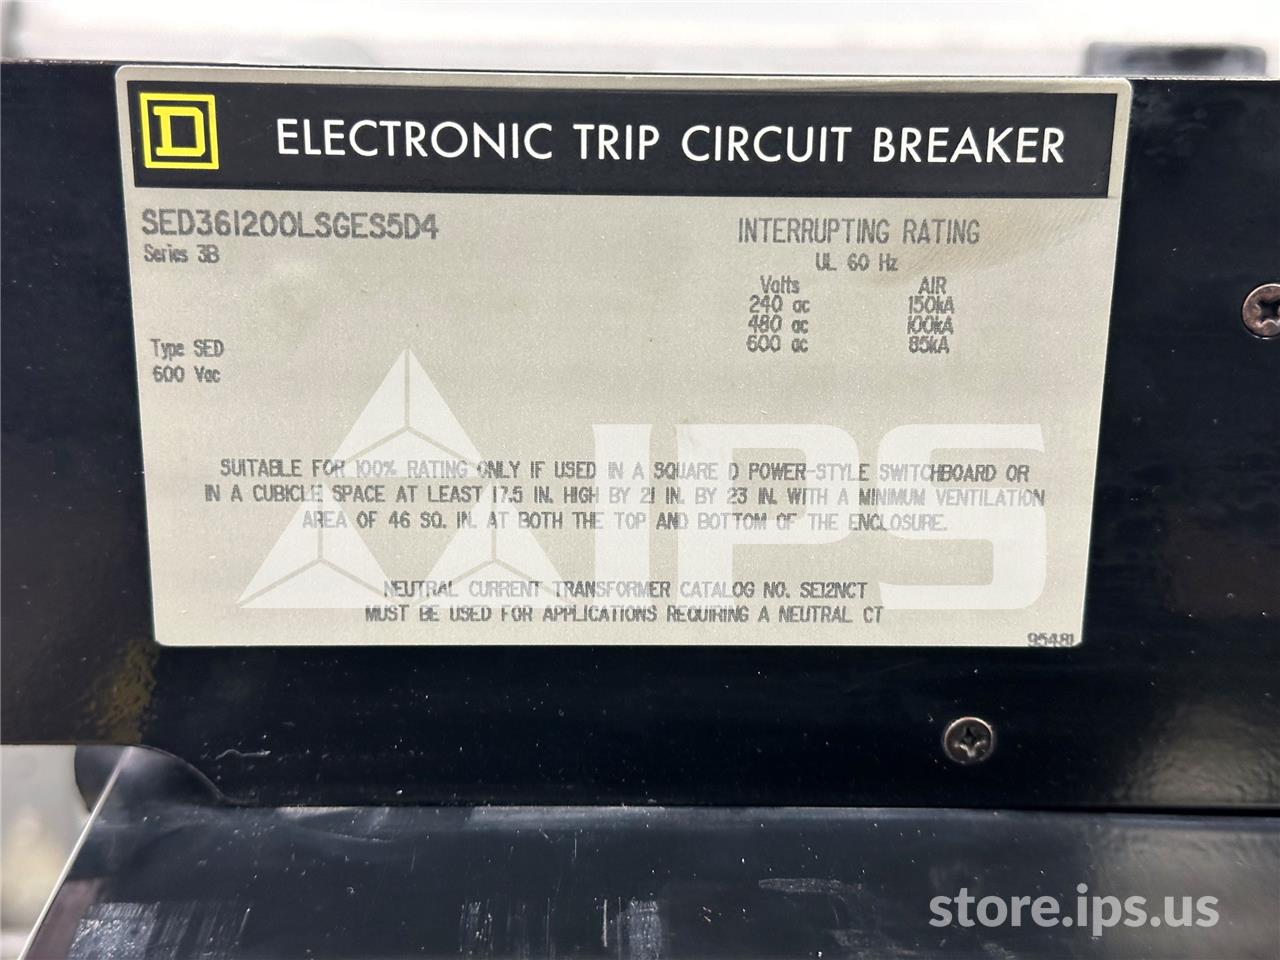 D
ELECTRONIC TRIP CIRCUIT BREAKER
SED361200LSGES5D4
Series 3B
Type SED
600 Vac
INTERRUPTING RATING
UL 60 Hz
Volts AIR
240 ac 150kA
480 ac 100kA
600 ac 85kA
SUITABLE FOR 100% RATING ONLY IF USED IN A SQUARE D POWER-STYLE SWITCHBOARD OR
IN A CUBICLE SPACE AT LEAST 17.5 IN. HIGH BY 21 IN. BY 23 IN. WITH A MINIMUM VENTILATION
AREA OF 46 SQ. IN. AT BOTH THE TOP AND BOTTOM OF THE ENCLOSURE.
NEUTRAL CURRENT TRANSFORMER CATALOG NO. SE12NCT
MUST BE USED FOR APPLICATIONS REQUIRING A NEUTRAL CT
95481
IPS
store.ips.us